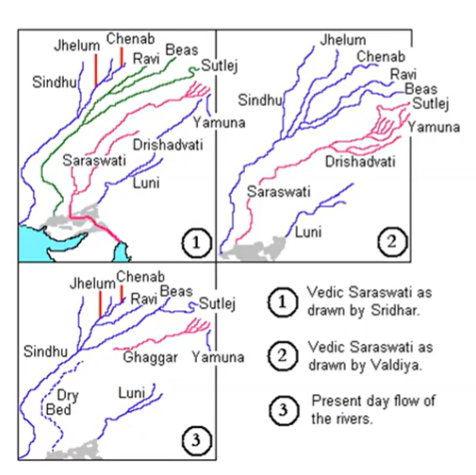 Jhelum
Chenab
Ravi
Beas
Sutlej
Sindhu
Yamuna
Drishadvati
Saraswati
Luni
1
Jhelum
Chenab
Ravi
Beas
Sutlej
Sindhu
Yamuna
Drishadvati
Saraswati
Luni
2
Jhelum
Chenab
Ravi
Beas
Sutlej
Sindhu
Ghaggar
Yamuna
Dry
Bed
Luni
3
1 Vedic Saraswati as
drawn by Sridhar.
2 Vedic Saraswati as
drawn by Valdiya.
3 Present day flow of
the rivers.